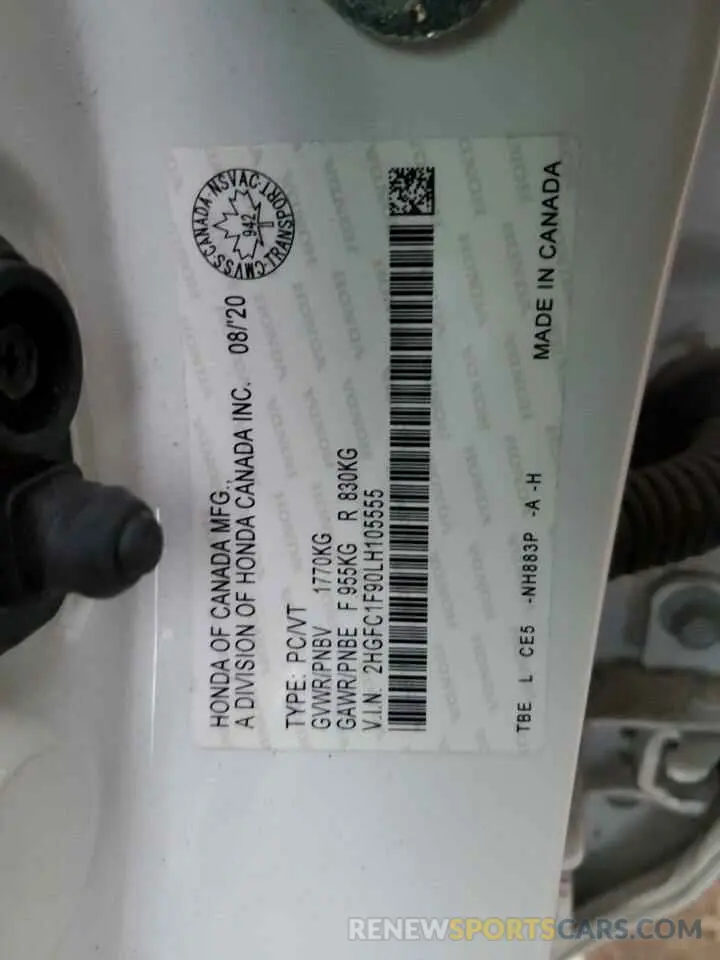 HONDA OF CANADA MFG.,
A DIVISION OF HONDA CANADA INC. 08/'20
CMVSS·CANADA·NSVAC·TRANSPORT·
942
TYPE: PC/VT
GVWR/PNBV 1770KG
GAWR/PNBE F 955KG R 830KG
V.I.N. 2HGFC1F90LH105555
TBE L CE5 -NH883P -A -H
MADE IN CANADA
RENEWSPORTSCARS.COM